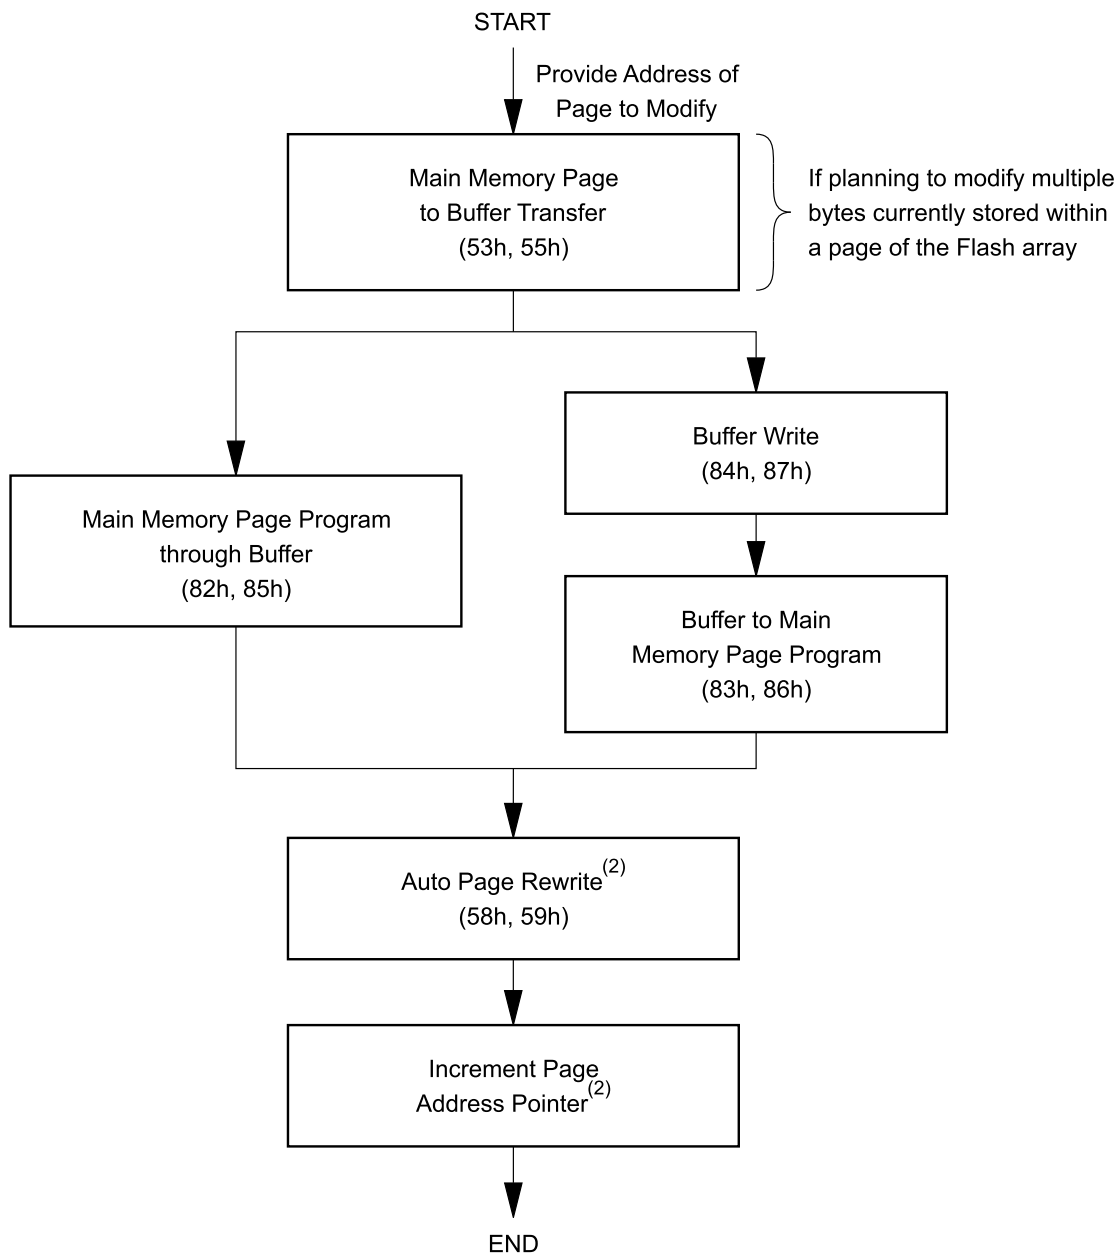 START
Provide Address of
Page to Modify
Main Memory Page
to Buffer Transfer
(53h, 55h)
If planning to modify multiple
bytes currently stored within
a page of the Flash array
Buffer Write
(84h, 87h)
Main Memory Page Program
through Buffer
(82h, 85h)
Buffer to Main
Memory Page Program
(83h, 86h)
Auto Page Rewrite(2)
(58h, 59h)
Increment Page
Address Pointer(2)
END